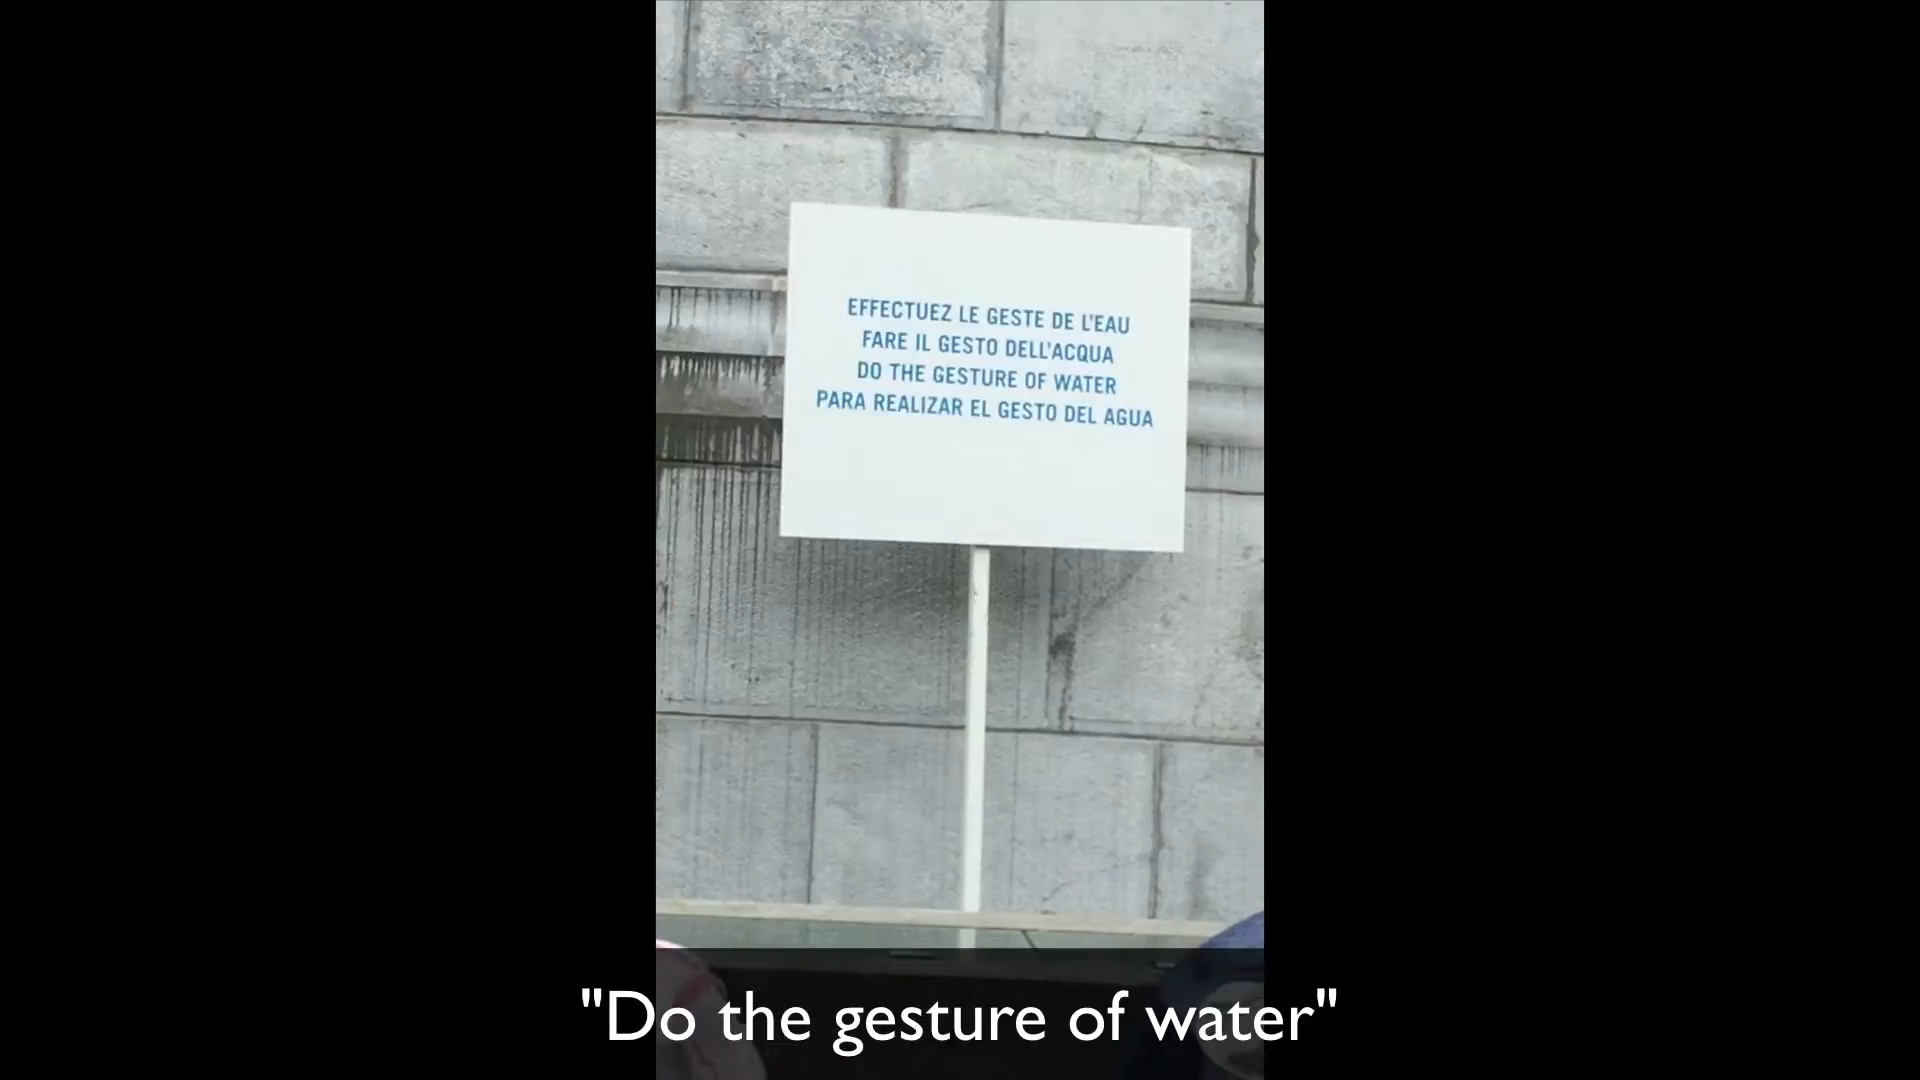 EFFECTUEZ LE GESTE DE L'EAU
FARE IL GESTO DELL'ACQUA
DO THE GESTURE OF WATER
PARA REALIZAR EL GESTO DEL AGUA
"Do the gesture of water"